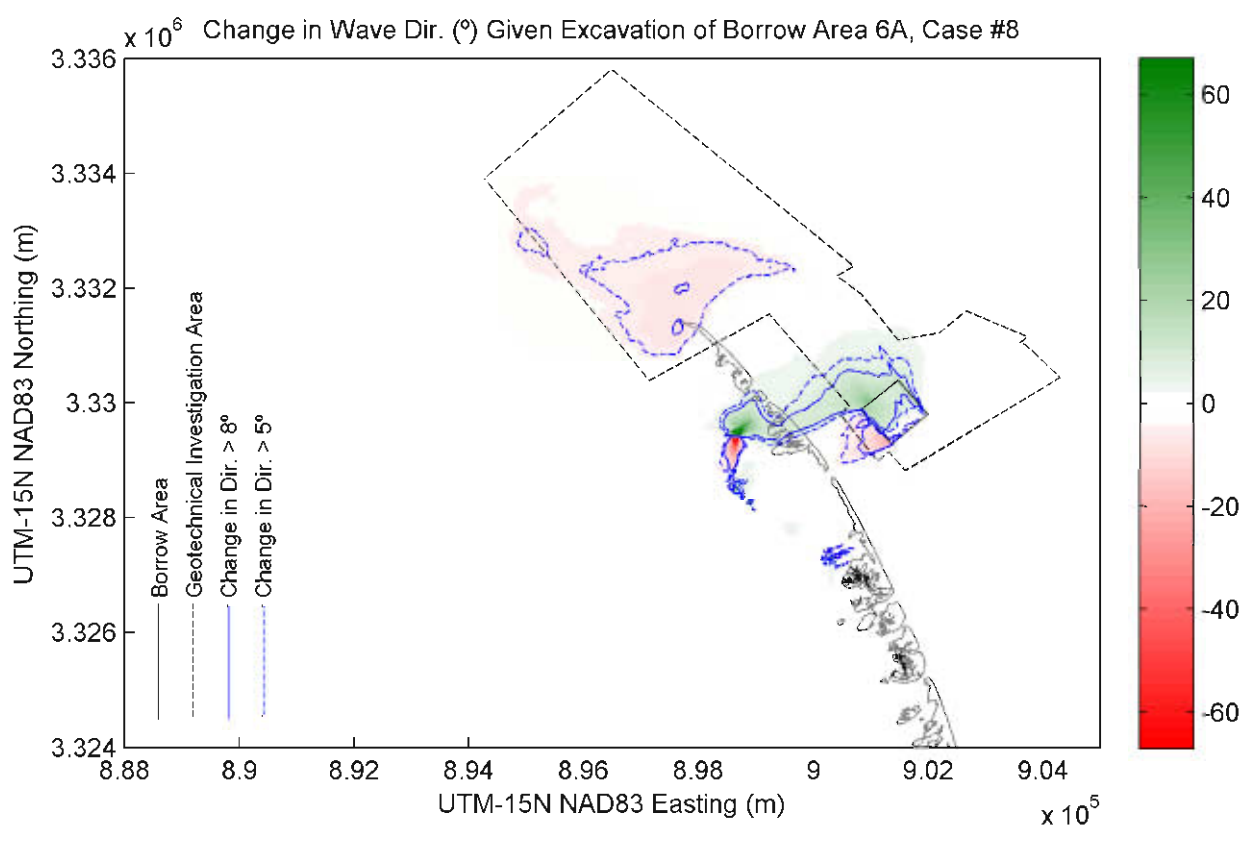 x 10^6 Change in Wave Dir. (º) Given Excavation of Borrow Area 6A, Case #8
3.336
3.334
3.332
3.33
3.328
3.326
3.324
UTM-15N NAD83 Northing (m)
Borrow Area
Geotechnical Investigation Area
Change in Dir. > 8º
Change in Dir. > 5º
8.88 8.9 8.92 8.94 8.96 8.98 9 9.02 9.04
UTM-15N NAD83 Easting (m)
x 10^5
60
40
20
0
-20
-40
-60